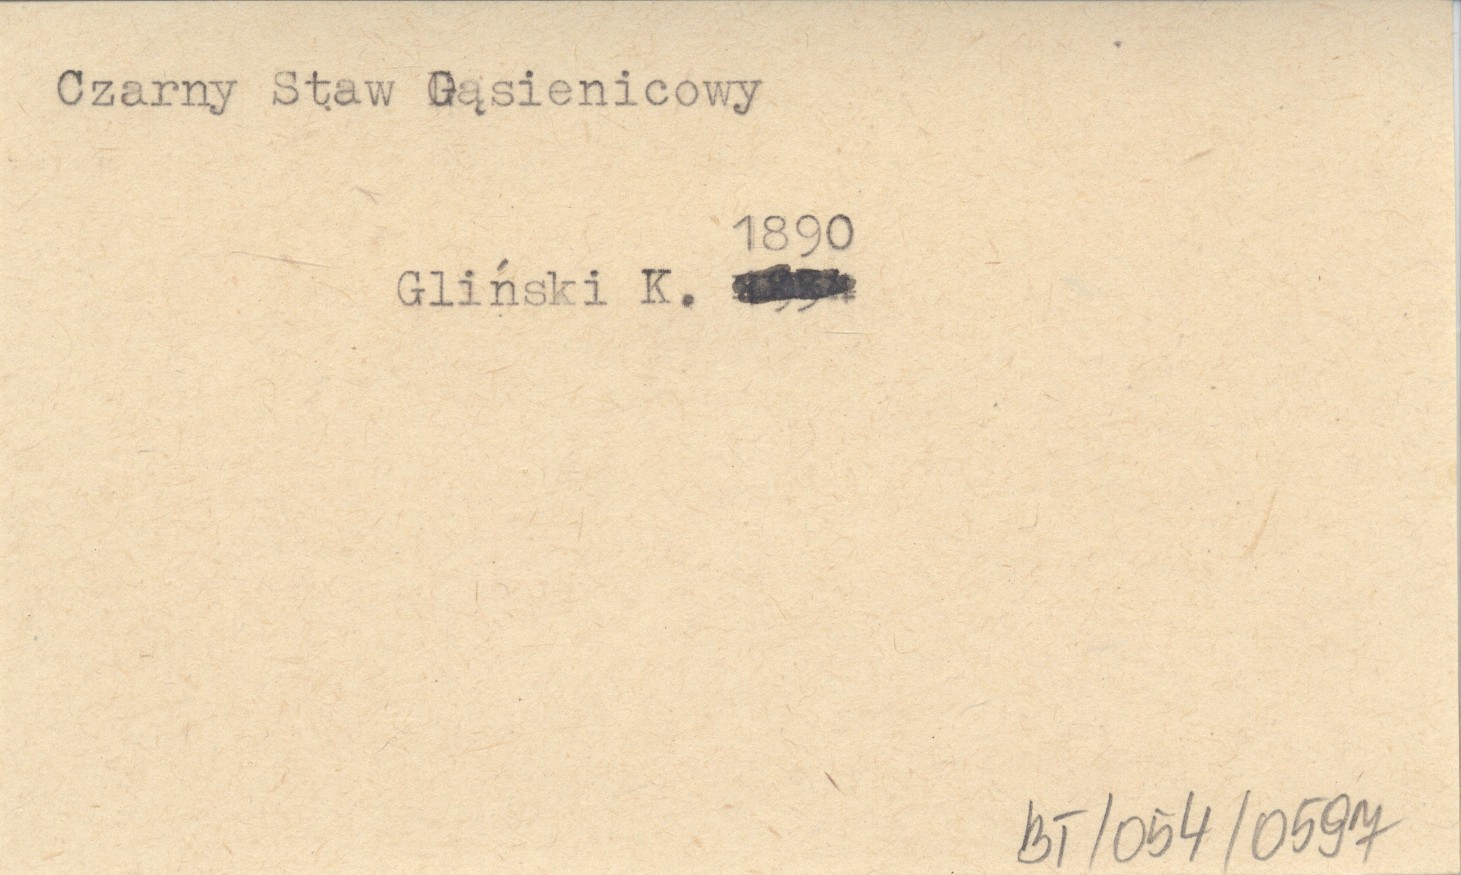 Czarny Staw Gąsienicowy
1890
Gliński K.
BT/054/0597